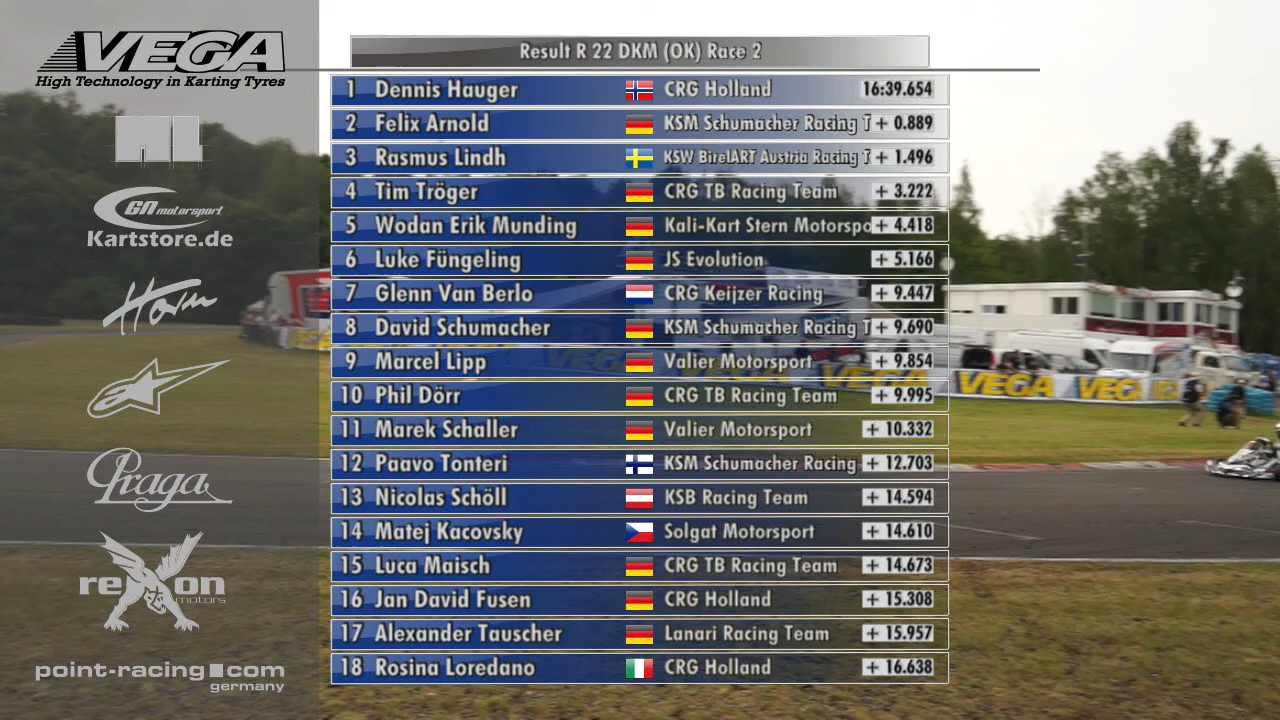 VEGA
High Technology in Karting Tyres
GN motorsport
Kartstore.de
Horm
Praga
rexon
motors
point-racing.com
germany
Result R 22 DKM (OK) Race 2
1 Dennis Hauger CRG Holland 16:39.654
2 Felix Arnold KSM Schumacher Racing T + 0.889
3 Rasmus Lindh KSW BirelART Austria Racing T + 1.496
4 Tim Tröger CRG TB Racing Team + 3.222
5 Wodan Erik Munding Kali-Kart Stern Motorspo + 4.418
6 Luke Füngeling JS Evolution + 5.166
7 Glenn Van Berlo CRG Keijzer Racing + 9.447
8 David Schumacher KSM Schumacher Racing T + 9.690
9 Marcel Lipp Valier Motorsport + 9.854
10 Phil Dörr CRG TB Racing Team + 9.995
11 Marek Schaller Valier Motorsport + 10.332
12 Paavo Tonteri KSM Schumacher Racing + 12.703
13 Nicolas Schöll KSB Racing Team + 14.594
14 Matej Kacovsky Solgat Motorsport + 14.610
15 Luca Maisch CRG TB Racing Team + 14.673
16 Jan David Fusen CRG Holland + 15.308
17 Alexander Tauscher Lanari Racing Team + 15.957
18 Rosina Loredano CRG Holland + 16.638
VEGA VEGA VEGA VEGA VEGA